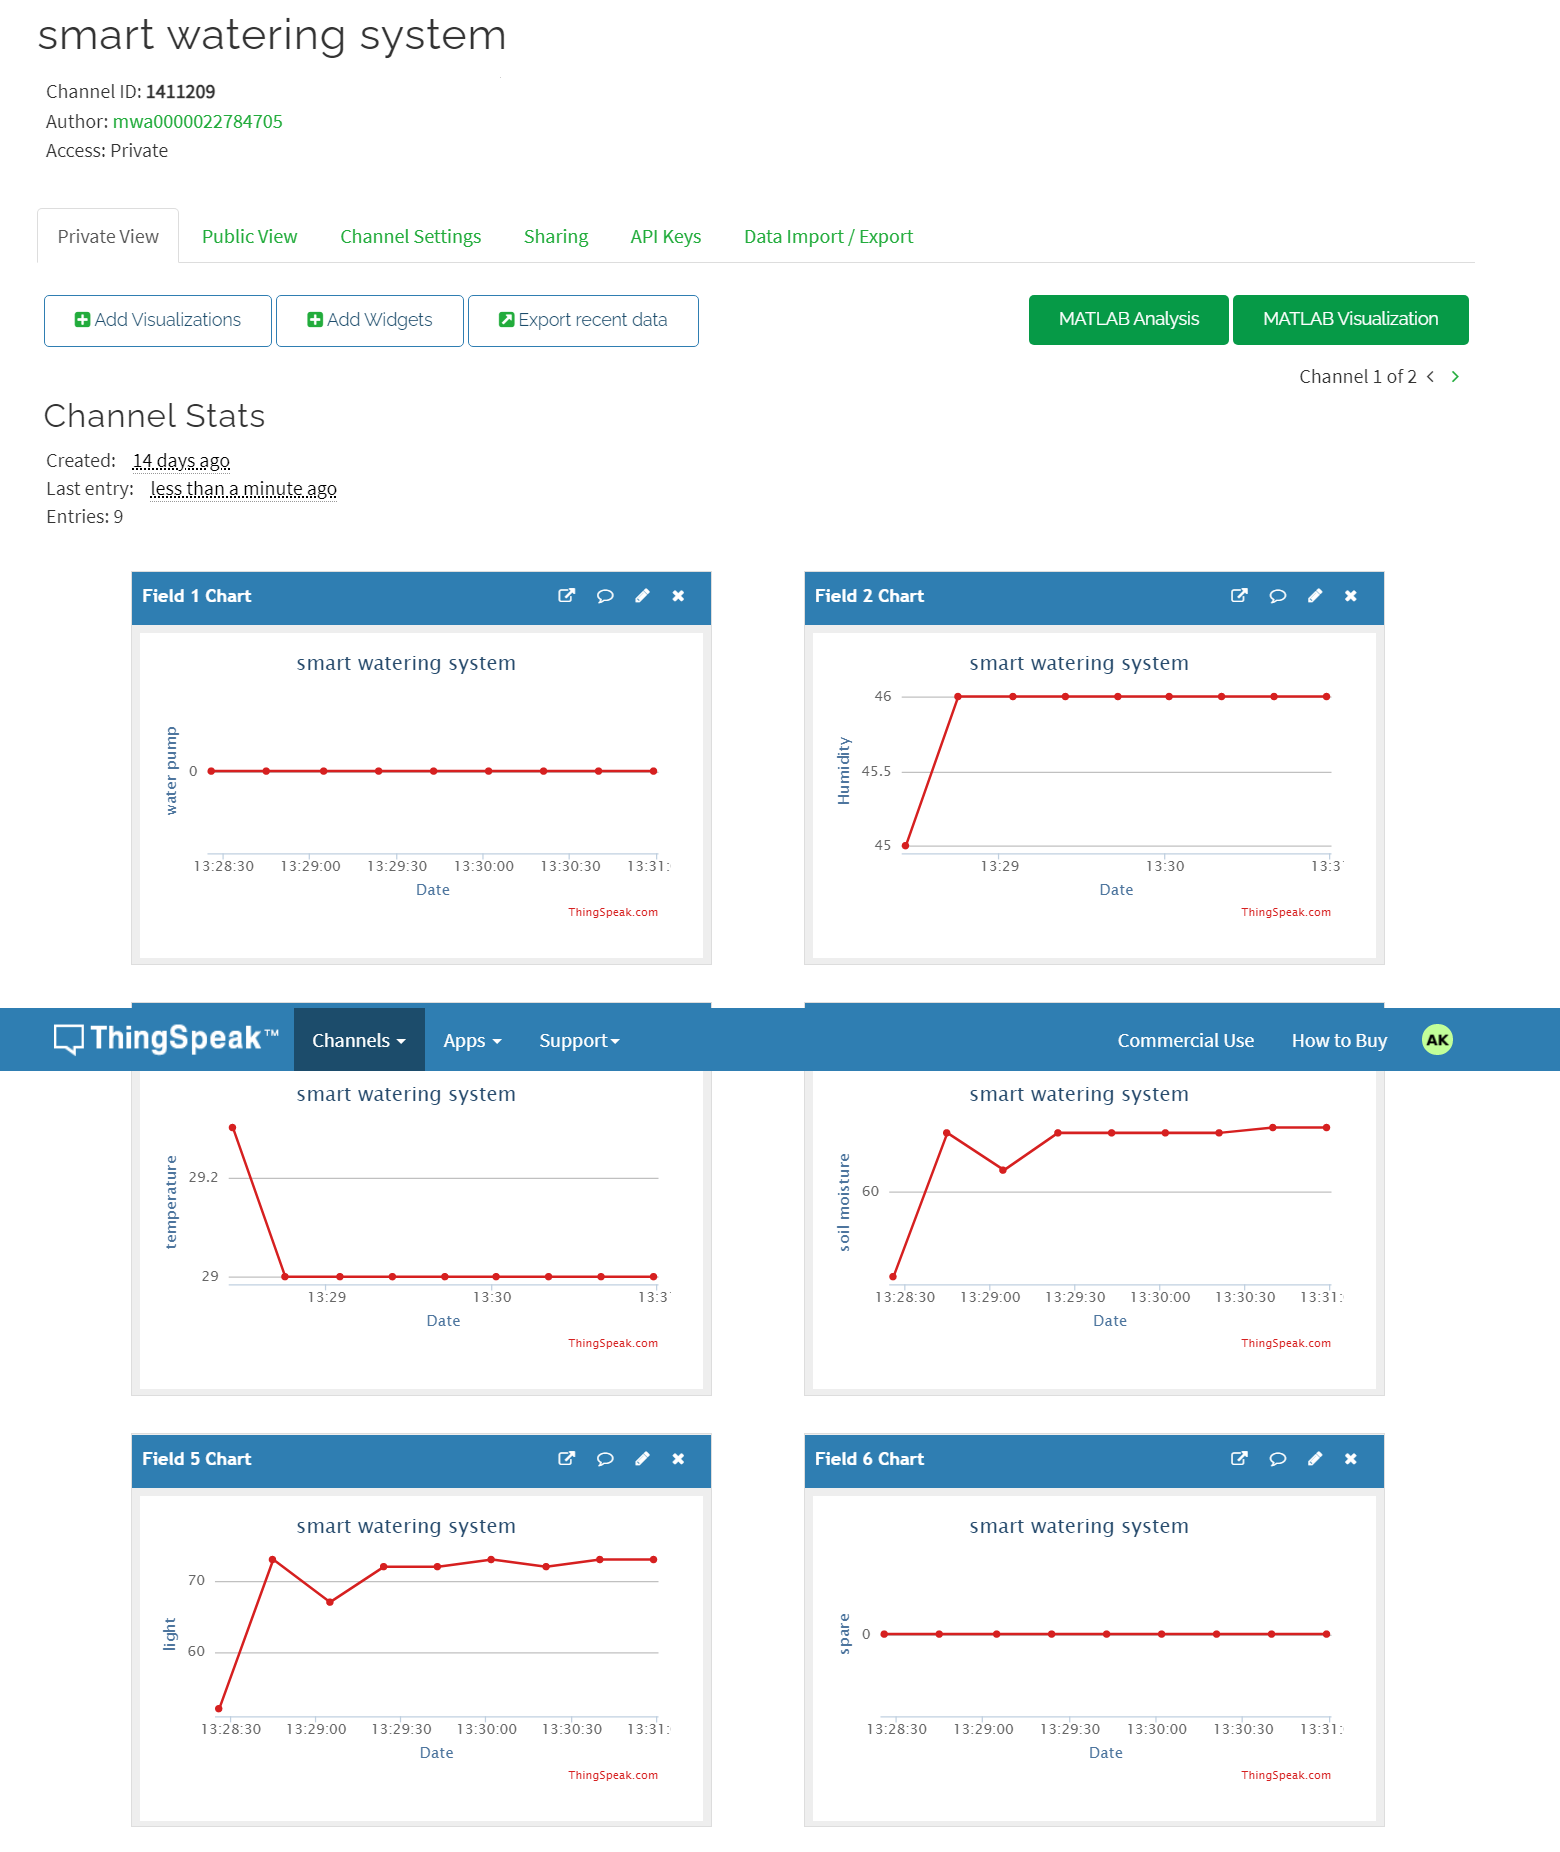 smart watering system
Channel ID: 1411209
Author: mwa0000022784705
Access: Private
Private View Public View Channel Settings Sharing API Keys Data Import / Export
Add Visualizations Add Widgets Export recent data MATLAB Analysis MATLAB Visualization
Channel 1 of 2 < >
Channel Stats
Created: 14 days ago
Last entry: less than a minute ago
Entries: 9
Field 1 Chart
smart watering system
water pump
0
13:28:30 13:29:00 13:29:30 13:30:00 13:30:30 13:31:
Date
ThingSpeak.com
Field 2 Chart
smart watering system
Humidity
46
45.5
45
13:29 13:30 13:3
Date
ThingSpeak.com
ThingSpeak™ Channels Apps Support Commercial Use How to Buy AK
smart watering system
temperature
29.2
29
13:29 13:30 13:3
Date
ThingSpeak.com
smart watering system
soil moisture
60
13:28:30 13:29:00 13:29:30 13:30:00 13:30:30 13:31:
Date
ThingSpeak.com
Field 5 Chart
smart watering system
light
70
60
13:28:30 13:29:00 13:29:30 13:30:00 13:30:30 13:31:
Date
ThingSpeak.com
Field 6 Chart
smart watering system
spare
0
13:28:30 13:29:00 13:29:30 13:30:00 13:30:30 13:31:
Date
ThingSpeak.com